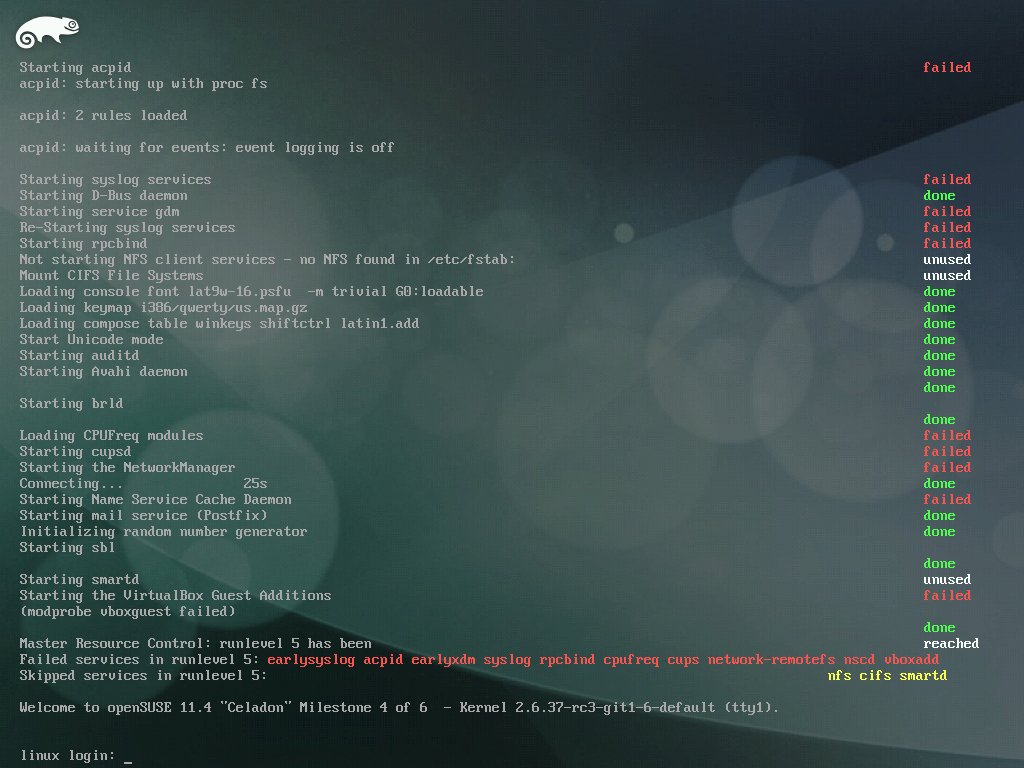 Starting acpid failed
acpid: starting up with proc fs
acpid: 2 rules loaded
acpid: waiting for events: event logging is off
Starting syslog services failed
Starting D-Bus daemon done
Starting service gdm failed
Re-Starting syslog services failed
Starting rpcbind failed
Not starting NFS client services - no NFS found in /etc/fstab: unused
Mount CIFS File Systems unused
Loading console font lat9w-16.psfu  -m trivial G0:loadable done
Loading keymap i386/qwerty/us.map.gz done
Loading compose table winkeys shiftctrl latin1.add done
Start Unicode mode done
Starting auditd done
Starting Avahi daemon done
done
Starting brld
done
Loading CPUFreq modules failed
Starting cupsd failed
Starting the NetworkManager failed
Connecting... 25s done
Starting Name Service Cache Daemon failed
Starting mail service (Postfix) done
Initializing random number generator done
Starting sbl
done
Starting smartd unused
Starting the VirtualBox Guest Additions failed
(modprobe vboxguest failed)
done
Master Resource Control: runlevel 5 has been reached
Failed services in runlevel 5: earlysyslog acpid earlyxdm syslog rpcbind cpufreq cups network-remotefs nscd vboxadd
Skipped services in runlevel 5: nfs cifs smartd
Welcome to openSUSE 11.4 "Celadon" Milestone 4 of 6  - Kernel 2.6.37-rc3-git1-6-default (tty1).
linux login: _